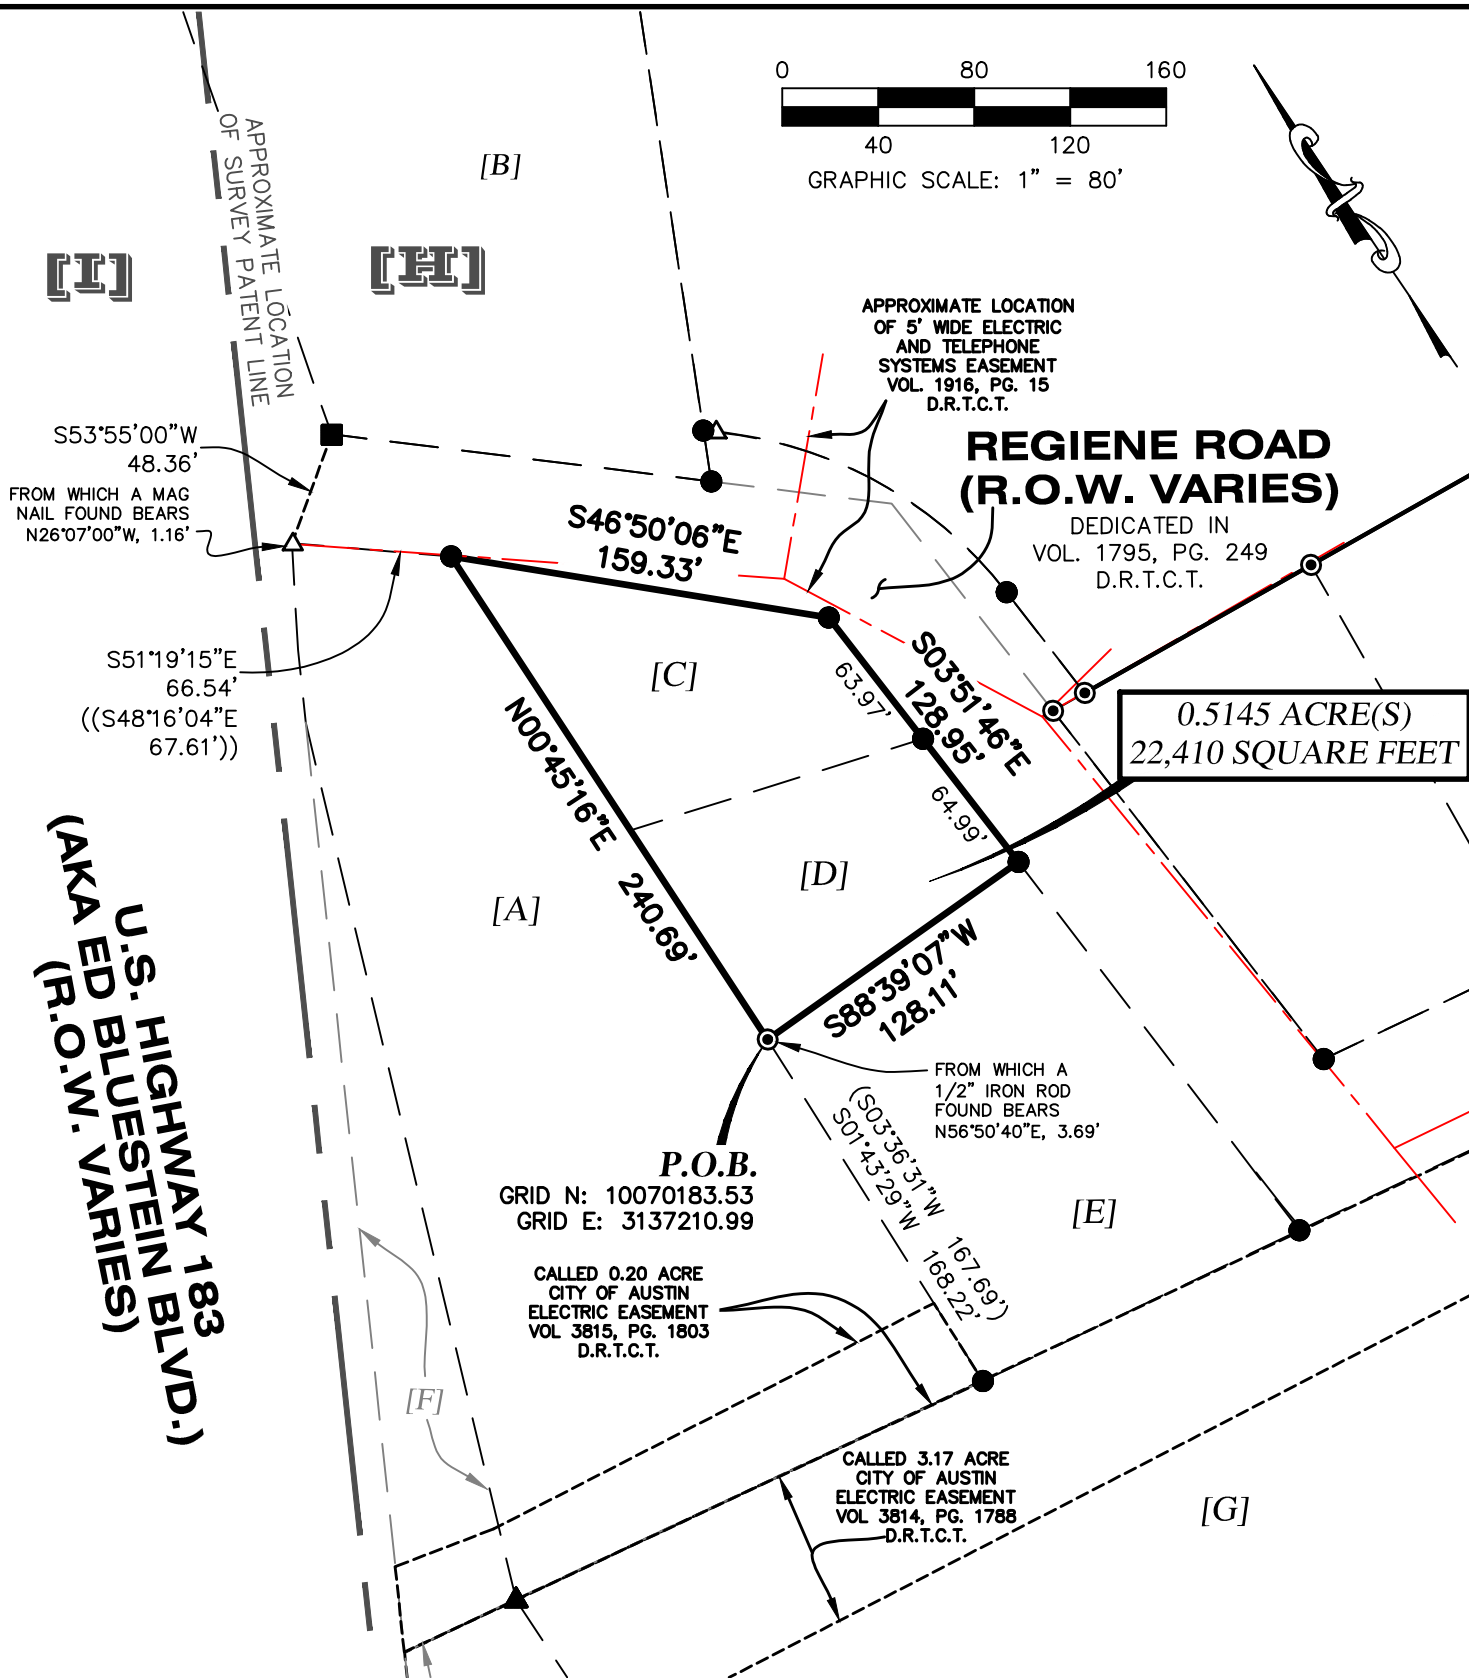 0 80 160
40 120
GRAPHIC SCALE: 1" = 80'
[B]
APPROXIMATE LOCATION
OF SURVEY PATENT LINE
[I]
[H]
APPROXIMATE LOCATION
OF 5' WIDE ELECTRIC
AND TELEPHONE
SYSTEMS EASEMENT
VOL. 1916, PG. 15
D.R.T.C.T.
S53°55'00"W
48.36'
FROM WHICH A MAG
NAIL FOUND BEARS
N26°07'00"W, 1.16'
REGIENE ROAD
(R.O.W. VARIES)
DEDICATED IN
VOL. 1795, PG. 249
D.R.T.C.T.
S46°50'06"E
159.33'
S51°19'15"E
66.54'
((S48°16'04"E
67.61'))
[C]
S03°51'46"E
128.95'
63.97'
64.99'
0.5145 ACRE(S)
22,410 SQUARE FEET
N00°45'16"E 240.69'
[D]
[A]
S88°39'07"W
128.11'
U.S. HIGHWAY 183
(AKA ED BLUESTEIN BLVD.)
(R.O.W. VARIES)
FROM WHICH A
1/2" IRON ROD
FOUND BEARS
N56°50'40"E, 3.69'
P.O.B.
GRID N: 10070183.53
GRID E: 3137210.99
(S03°36'31"W 167.69')
S01°43'29"W 168.22'
[E]
CALLED 0.20 ACRE
CITY OF AUSTIN
ELECTRIC EASEMENT
VOL 3815, PG. 1803
D.R.T.C.T.
[F]
CALLED 3.17 ACRE
CITY OF AUSTIN
ELECTRIC EASEMENT
VOL 3814, PG. 1788
D.R.T.C.T.
[G]